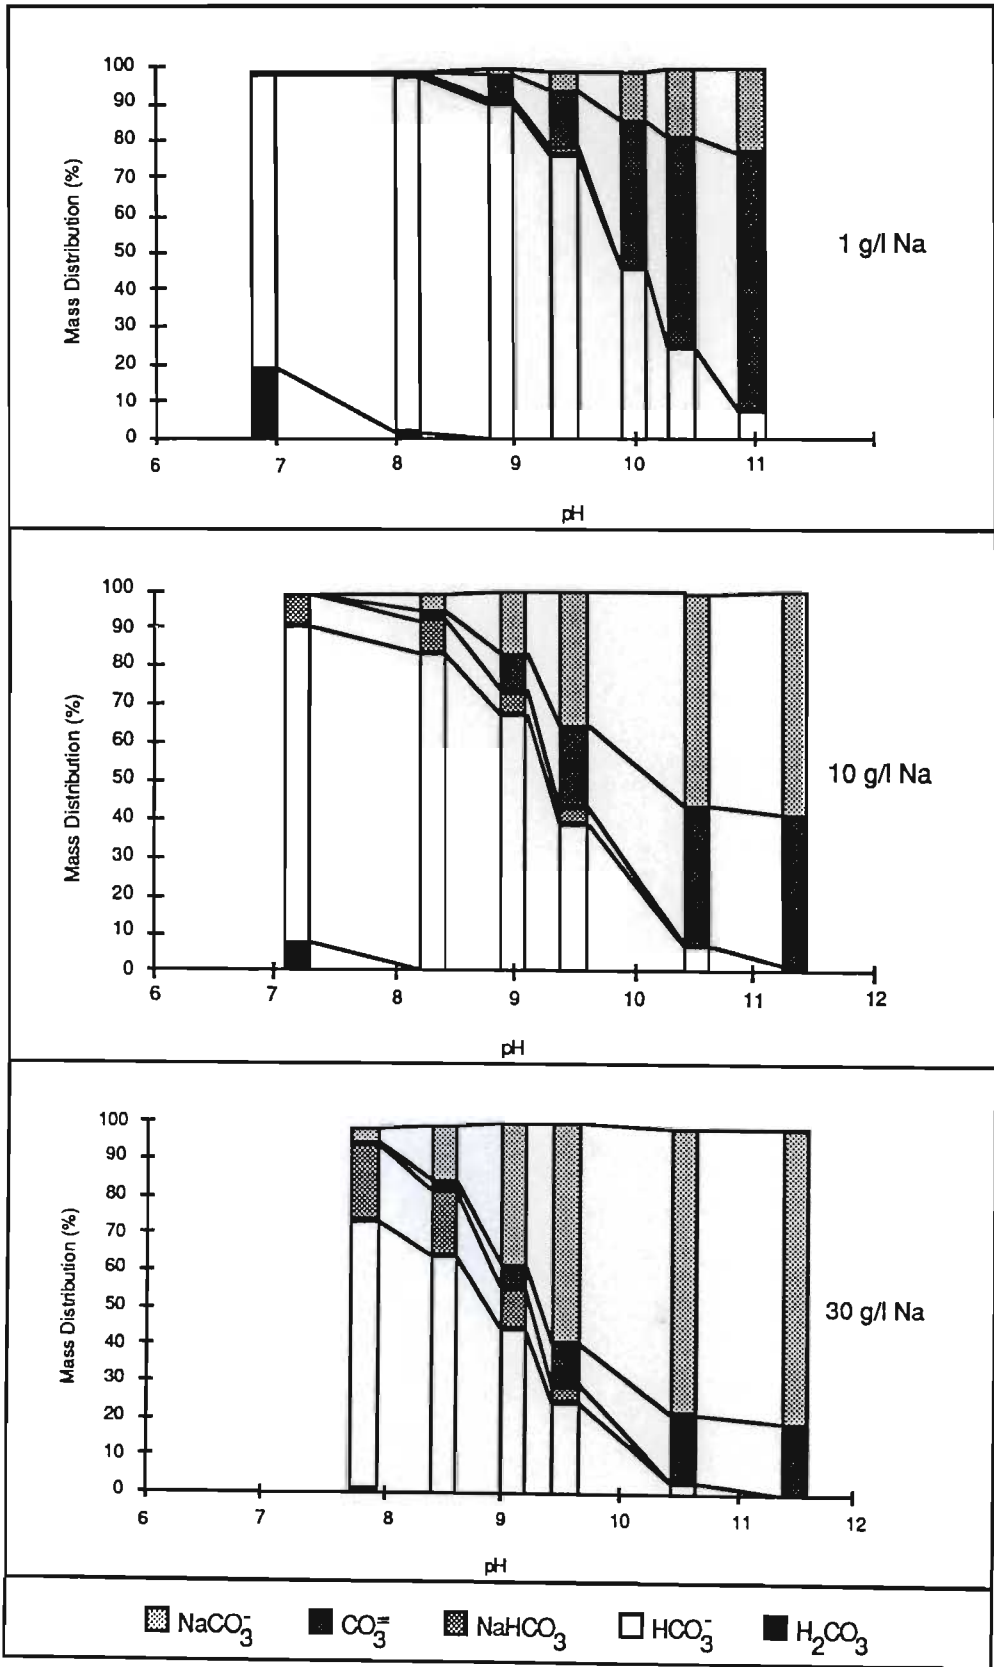 100
90
80
70
60
50
40
30
20
10
0
Mass Distribution (%)
6 7 8 9 10 11
pH
1 g/l Na
100
90
80
70
60
50
40
30
20
10
0
Mass Distribution (%)
6 7 8 9 10 11 12
pH
10 g/l Na
100
90
80
70
60
50
40
30
20
10
0
Mass Distribution (%)
6 7 8 9 10 11 12
pH
30 g/l Na
NaCO₃⁻ CO₃⁼ NaHCO₃ HCO₃⁻ H₂CO₃